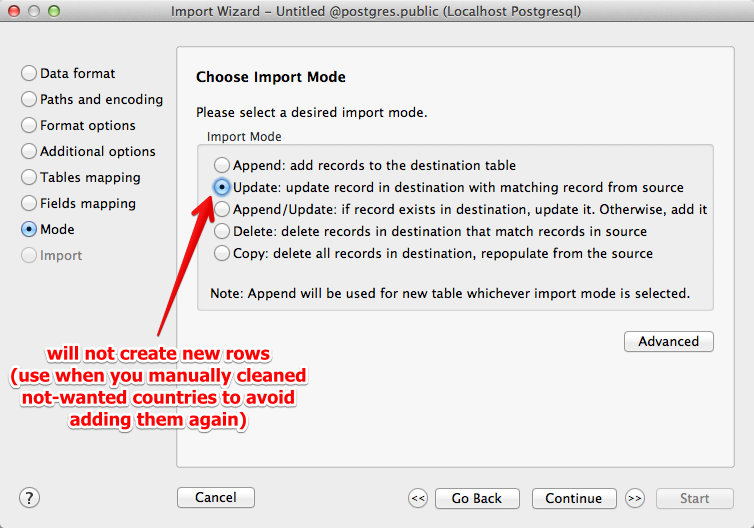 Import Wizard – Untitled @postgres.public (Localhost Postgresql)
Data format
Paths and encoding
Format options
Additional options
Tables mapping
Fields mapping
Mode
Import
Choose Import Mode
Please select a desired import mode.
Import Mode
Append: add records to the destination table
Update: update record in destination with matching record from source
Append/Update: if record exists in destination, update it. Otherwise, add it
Delete: delete records in destination that match records in source
Copy: delete all records in destination, repopulate from the source
Note: Append will be used for new table whichever import mode is selected.
Advanced
will not create new rows
(use when you manually cleaned
not-wanted countries to avoid
adding them again)
?
Cancel
<<
Go Back
Continue
>>
Start